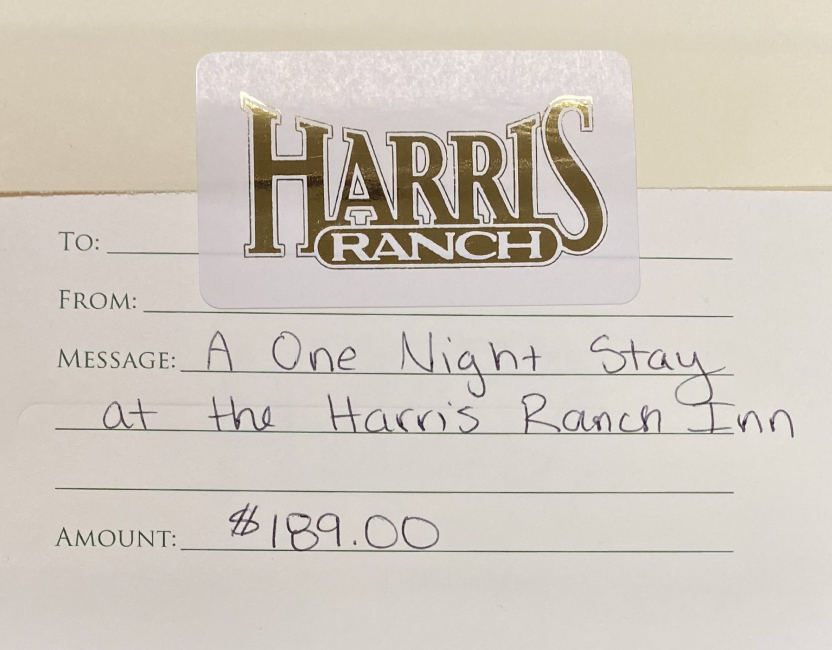 HARRIS
RANCH
TO:
FROM:
MESSAGE: A One Night Stay
at the Harris Ranch Inn
AMOUNT: $189.00